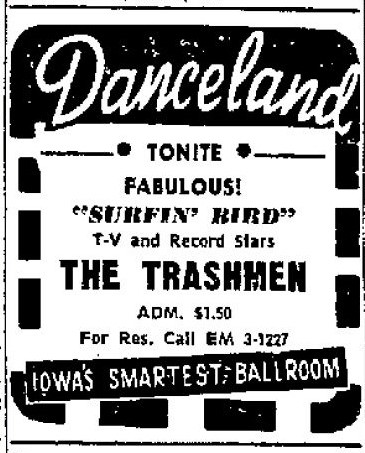 Danceland
TONITE
FABULOUS!
"SURFIN' BIRD"
T-V and Record Stars
THE TRASHMEN
ADM. $1.50
For Res. Call EM 3-1227
IOWA'S SMARTEST BALLROOM